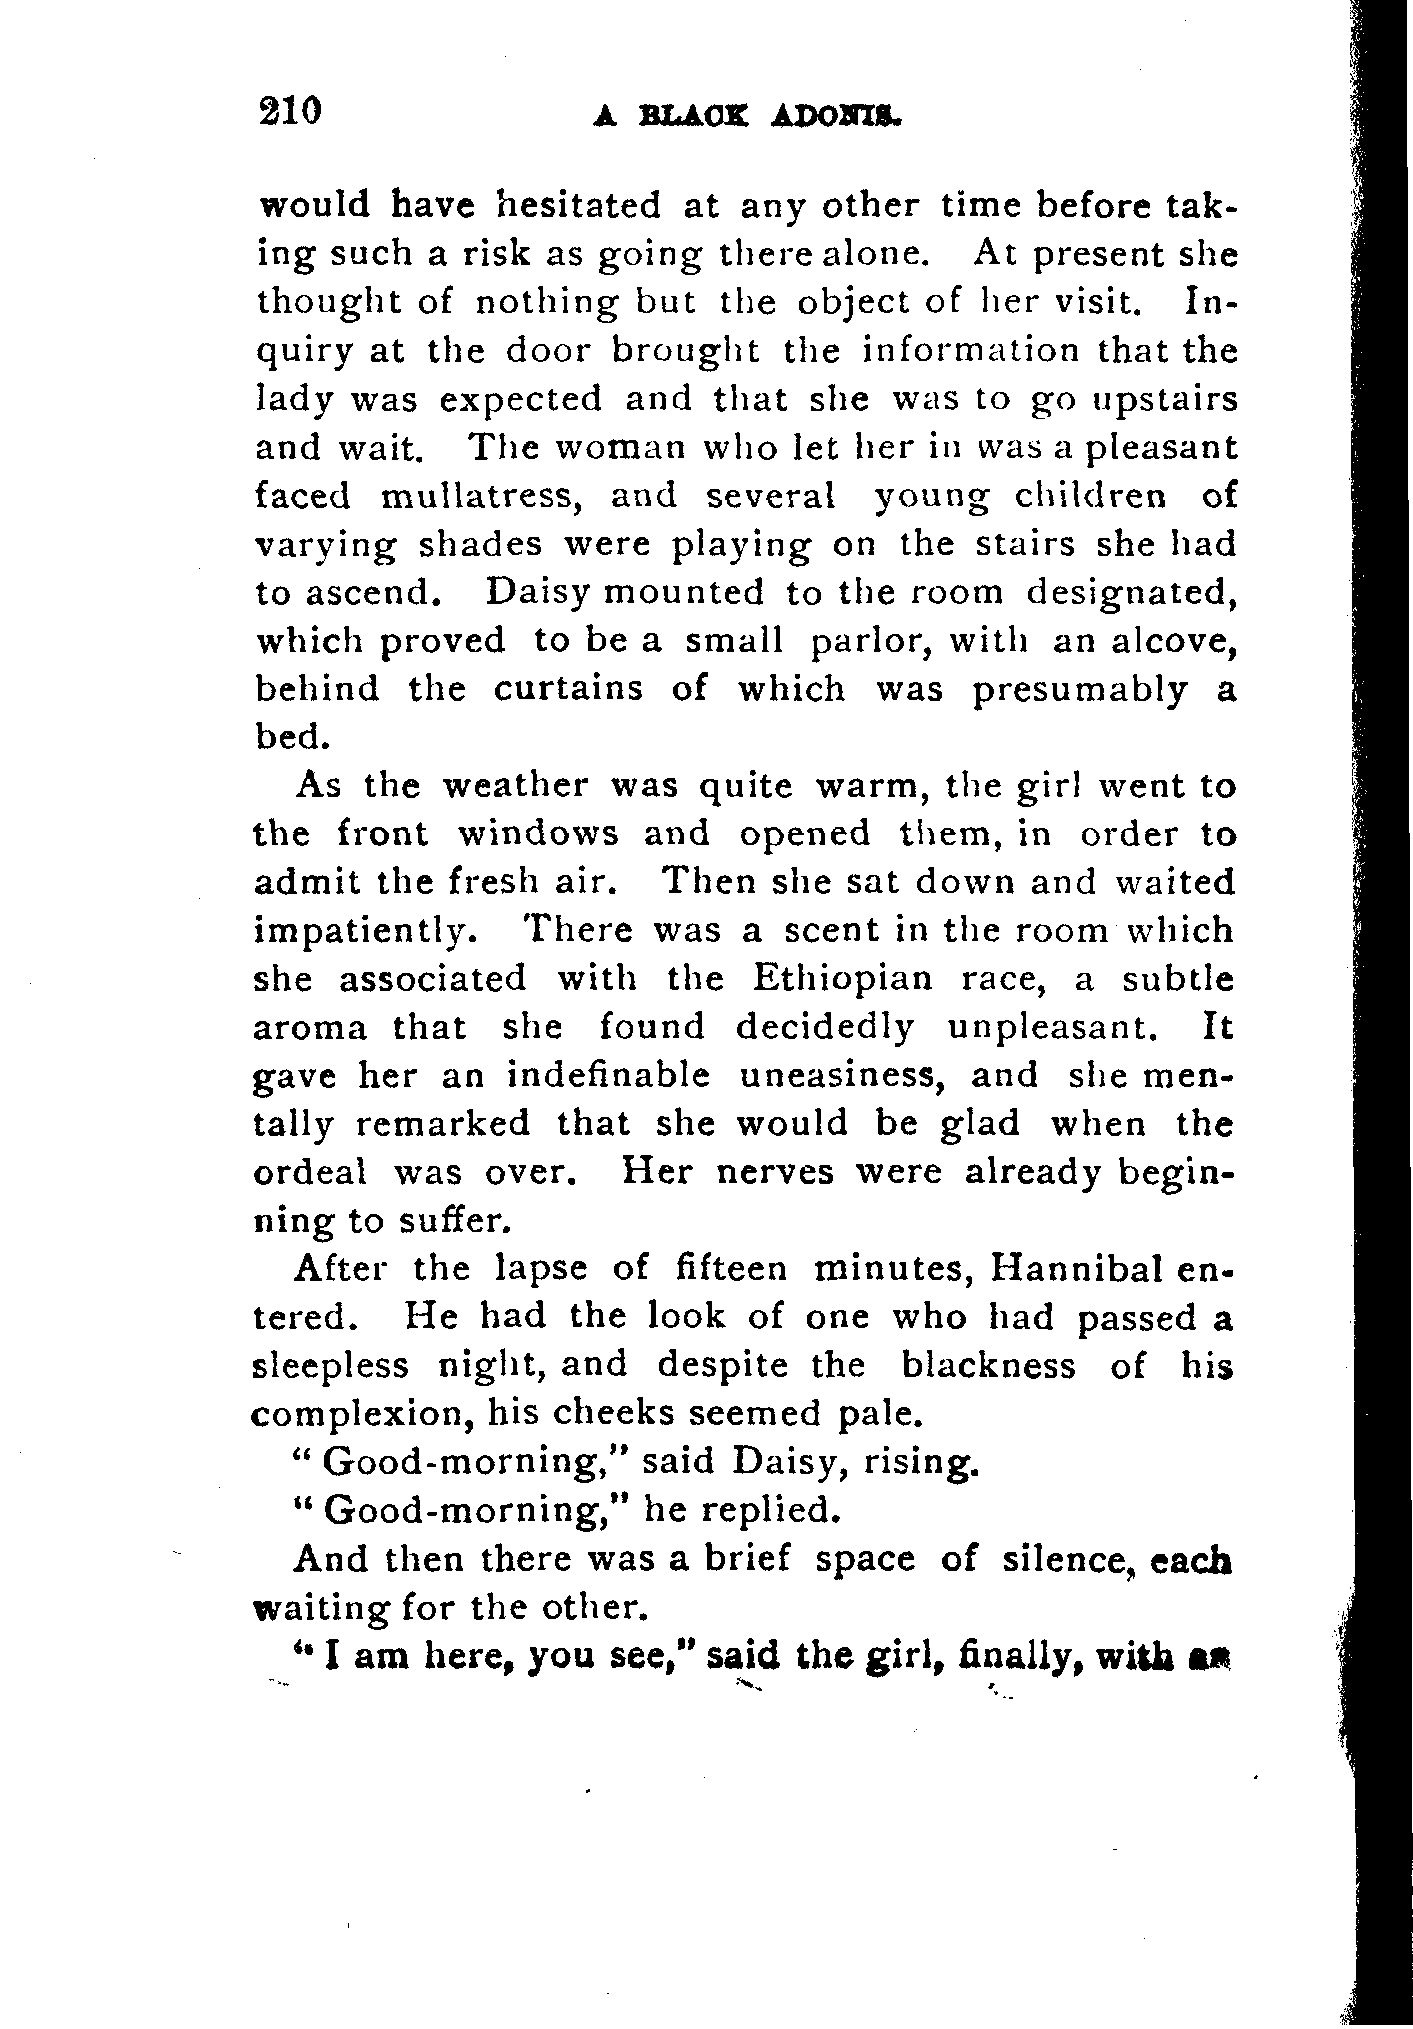 210 A BLACK ADONIS.
would have hesitated at any other time before tak-
ing such a risk as going there alone. At present she
thought of nothing but the object of her visit. In-
quiry at the door brought the information that the
lady was expected and that she was to go upstairs
and wait. The woman who let her in was a pleasant
faced mullatress, and several young children of
varying shades were playing on the stairs she had
to ascend. Daisy mounted to the room designated,
which proved to be a small parlor, with an alcove,
behind the curtains of which was presumably a
bed.
As the weather was quite warm, the girl went to
the front windows and opened them, in order to
admit the fresh air. Then she sat down and waited
impatiently. There was a scent in the room which
she associated with the Ethiopian race, a subtle
aroma that she found decidedly unpleasant. It
gave her an indefinable uneasiness, and she men-
tally remarked that she would be glad when the
ordeal was over. Her nerves were already begin-
ning to suffer.
After the lapse of fifteen minutes, Hannibal en-
tered. He had the look of one who had passed a
sleepless night, and despite the blackness of his
complexion, his cheeks seemed pale.
“ Good-morning,” said Daisy, rising.
“ Good-morning,” he replied.
And then there was a brief space of silence, each
waiting for the other.
“ I am here, you see,” said the girl, finally, with an